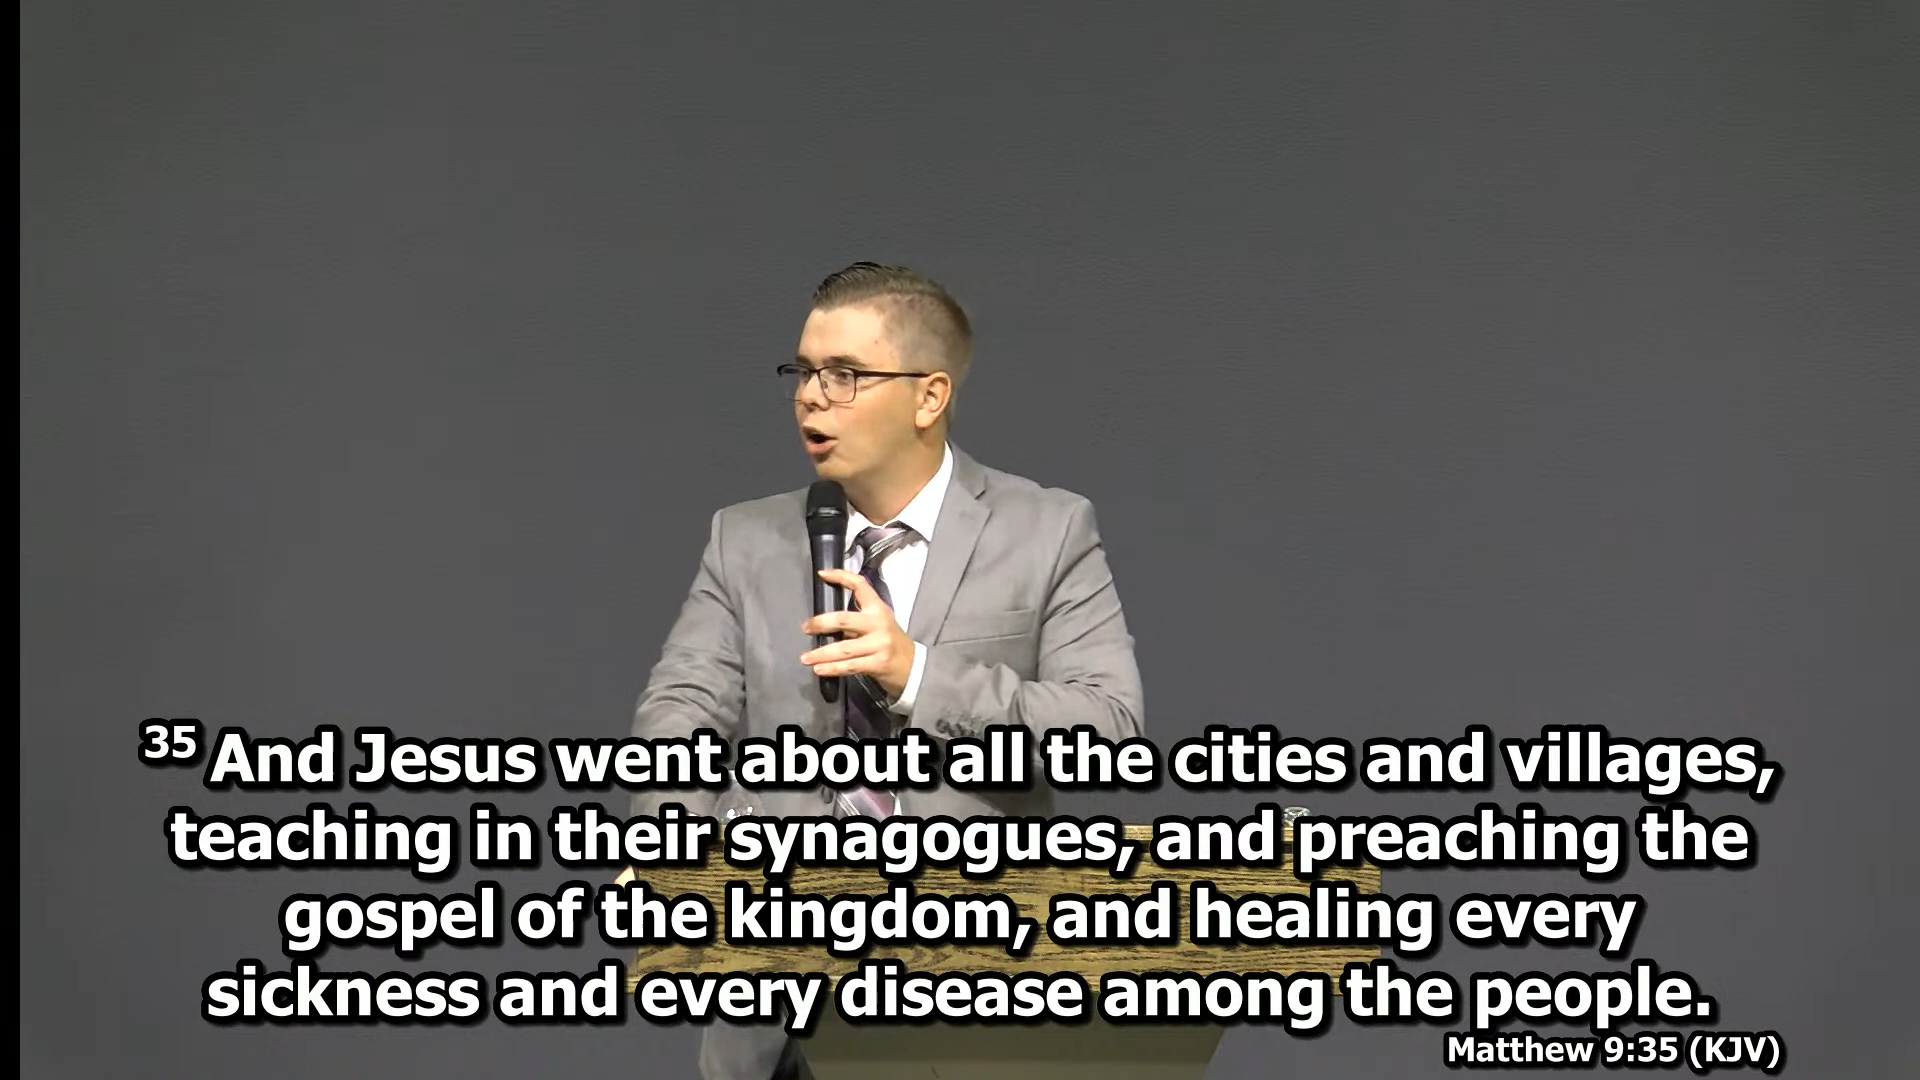 35 And Jesus went about all the cities and villages,
teaching in their synagogues, and preaching the
gospel of the kingdom, and healing every
sickness and every disease among the people.
Matthew 9:35 (KJV)